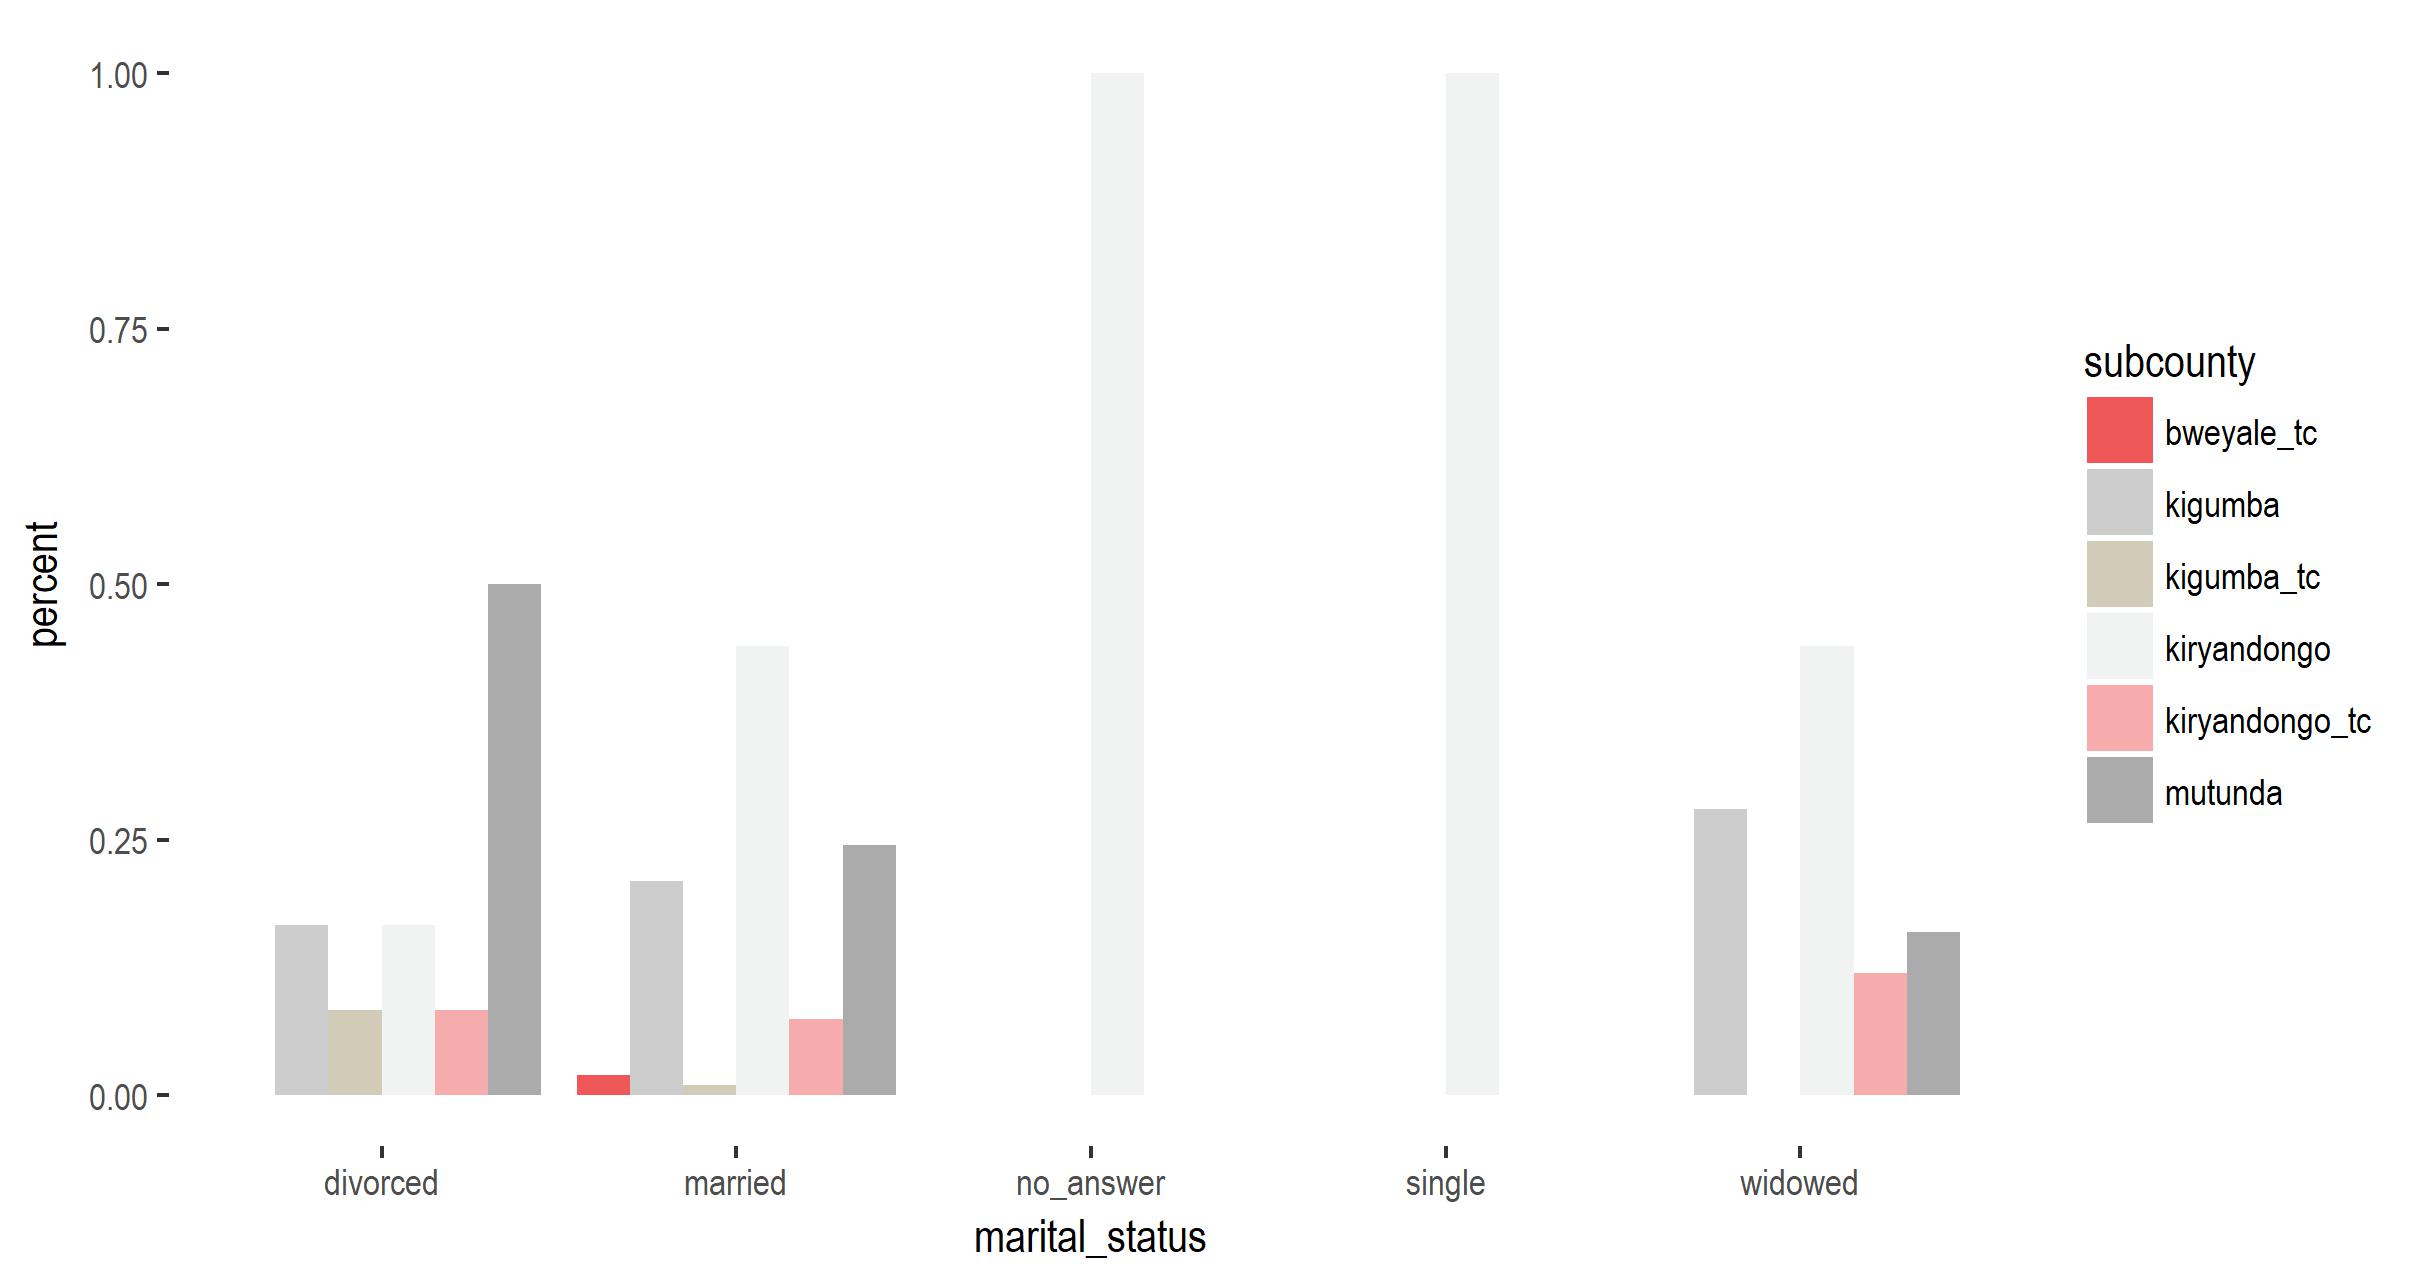 1.00
0.75
0.50
0.25
0.00
percent
divorced
married
no_answer
single
widowed
marital_status
subcounty
bweyale_tc
kigumba
kigumba_tc
kiryandongo
kiryandongo_tc
mutunda